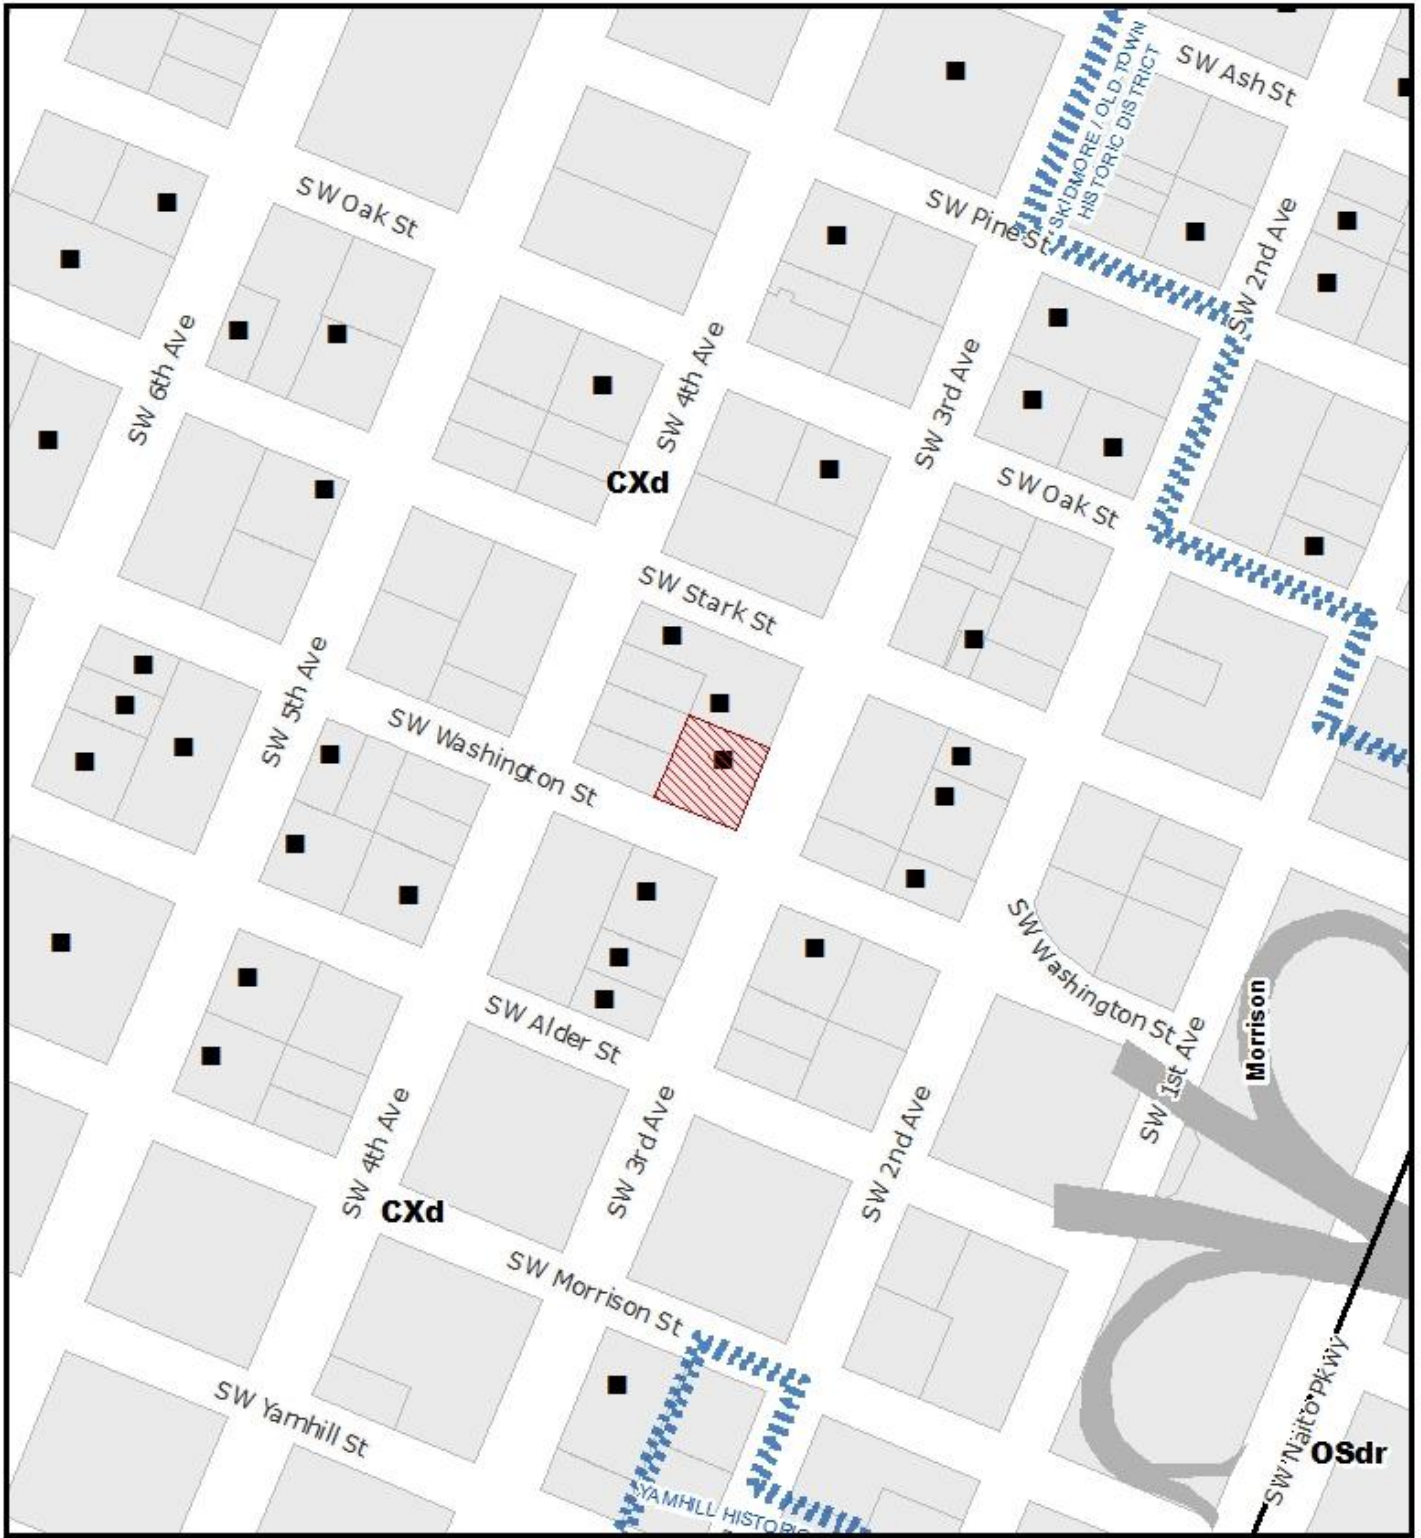 SW Ash St
SKIDMORE / OLD TOWN
HISTORIC DISTRICT
SW Oak St
SW Pine St
SW 2nd Ave
SW 6th Ave
SW 4th Ave
SW 3rd Ave
CXd
SW Oak St
SW Stark St
SW 5th Ave
SW Washington St
SW Washington St
Morrison
SW Alder St
SW 1st Ave
SW 4th Ave
SW 3rd Ave
SW 2nd Ave
CXd
SW Morrison St
SW Naito Pkwy
SW Yamhill St
OSdr
YAMHILL HISTORIC